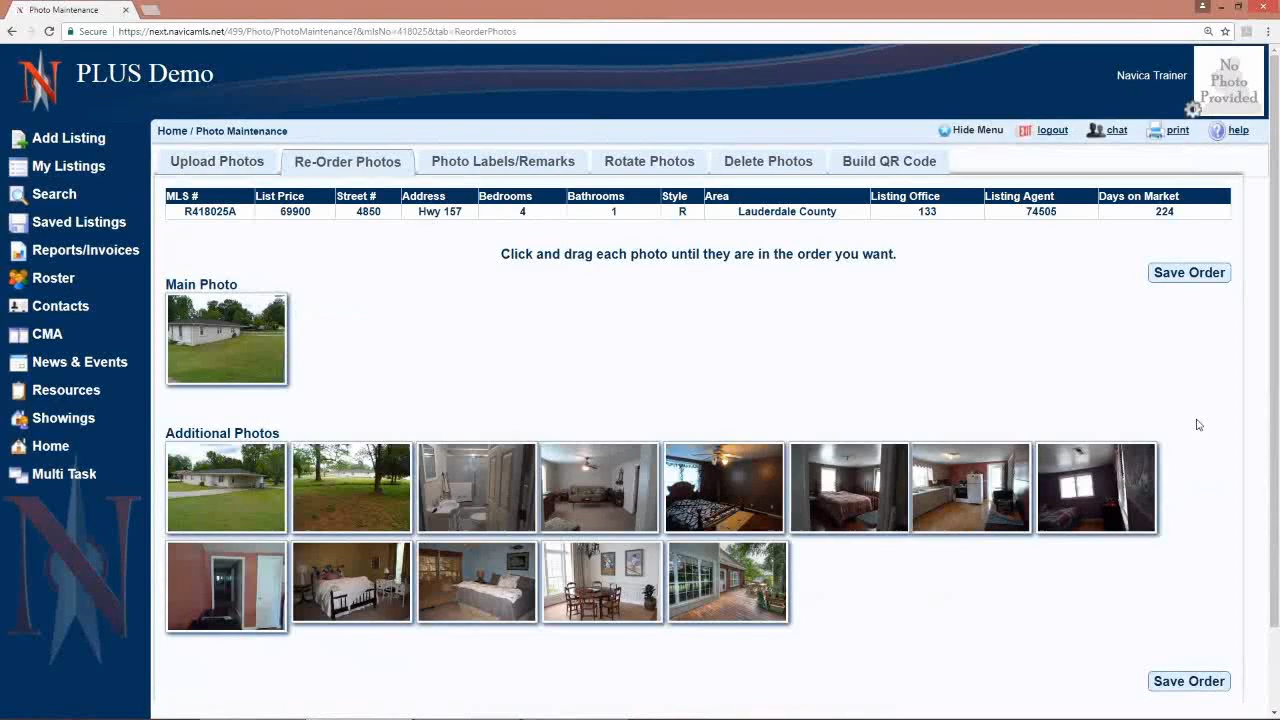 Photo Maintenance
Secure https://next.navicamls.net/499/Photo/PhotoMaintenance?&mlsNo=418025&tab=ReorderPhotos
N PLUS Demo
Navica Trainer
No Photo Provided
Home / Photo Maintenance
Hide Menu EXIT logout chat print help
Add Listing
My Listings
Search
Saved Listings
Reports/Invoices
Roster
Contacts
CMA
News & Events
Resources
Showings
Home
Multi Task
N
Upload Photos Re-Order Photos Photo Labels/Remarks Rotate Photos Delete Photos Build QR Code
MLS # List Price Street # Address Bedrooms Bathrooms Style Area Listing Office Listing Agent Days on Market
R418025A 69900 4850 Hwy 157 4 1 R Lauderdale County 133 74505 224
Click and drag each photo until they are in the order you want.
Save Order
Main Photo
Additional Photos
Save Order